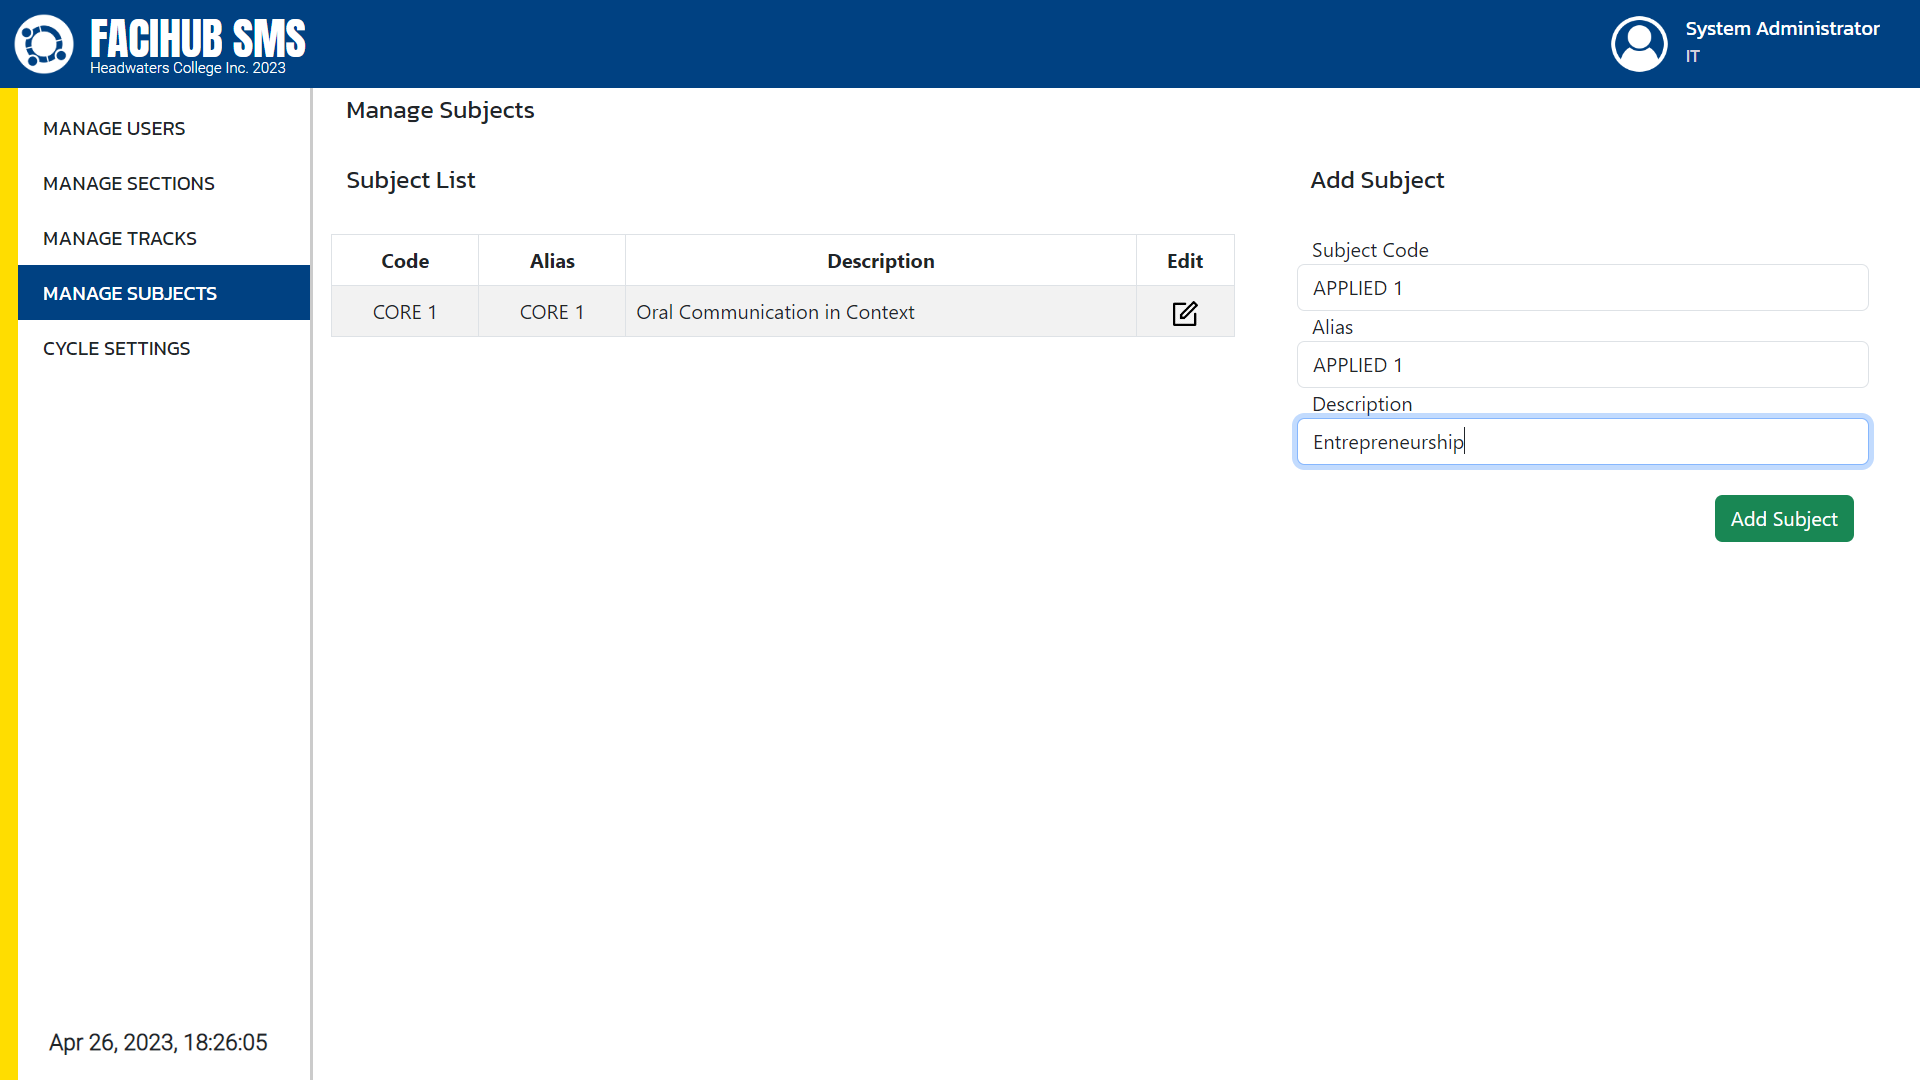 FACIHUB SMS
Headwaters College Inc. 2023
System Administrator
IT
MANAGE USERS
MANAGE SECTIONS
MANAGE TRACKS
MANAGE SUBJECTS
CYCLE SETTINGS
Apr 26, 2023, 18:26:05
Manage Subjects
Subject List
Code Alias Description Edit
CORE 1 CORE 1 Oral Communication in Context
Add Subject
Subject Code
APPLIED 1
Alias
APPLIED 1
Description
Entrepreneurship
Add Subject